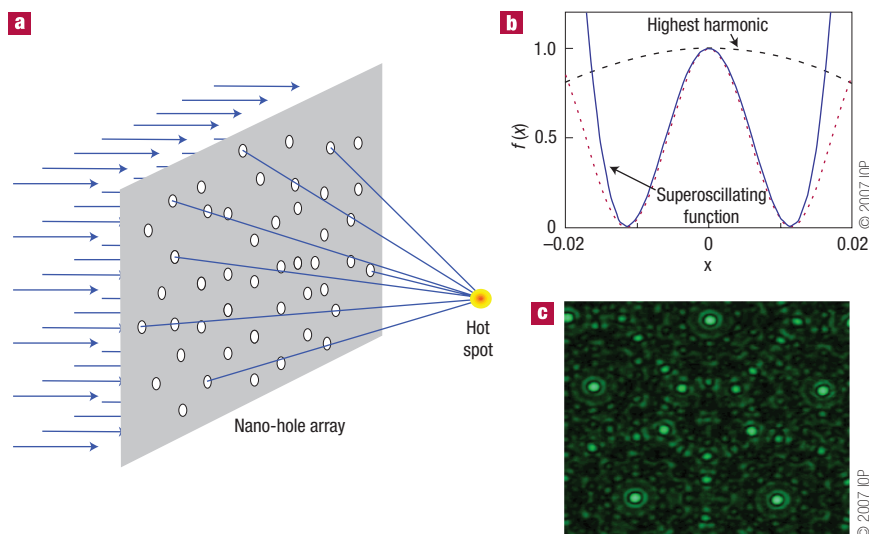 a
Nano-hole array
Hot
spot
b
Highest harmonic
1.0
0.5
0
f (x)
Superoscillating
function
–0.02
0
0.02
x
© 2007 IOP
c
© 2007 IOP